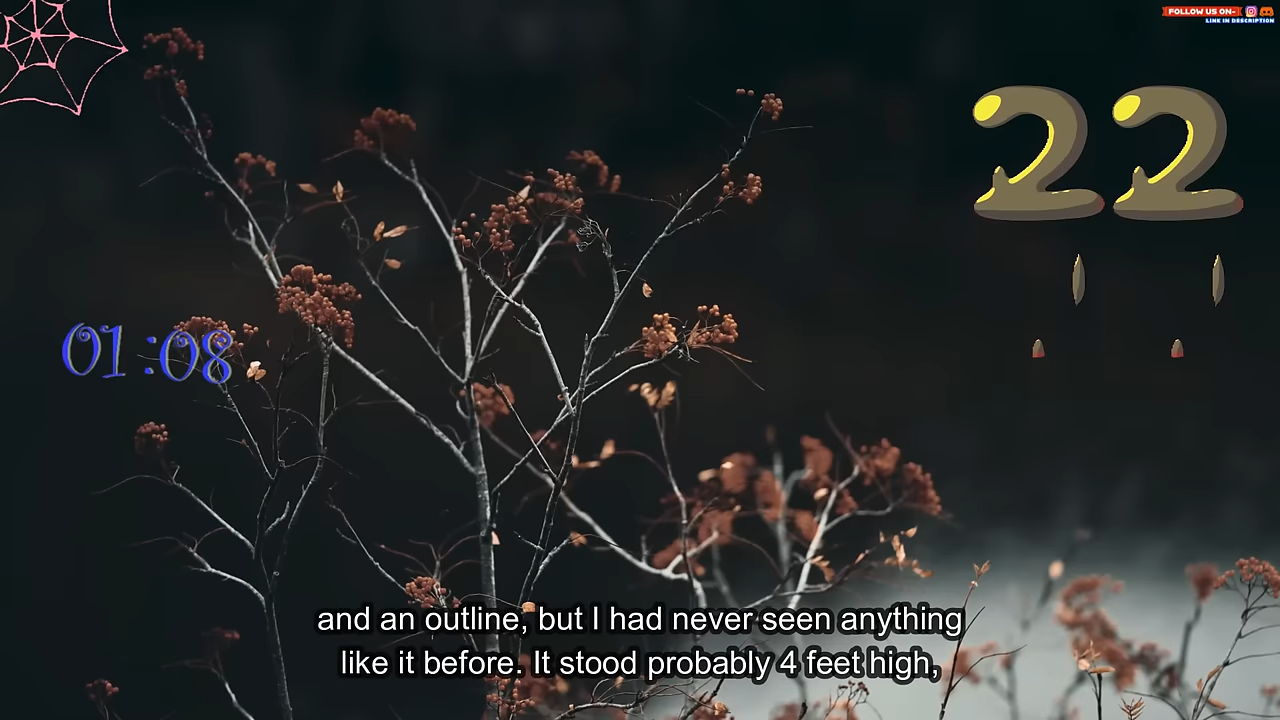 FOLLOW US ON-
LINK IN DESCRIPTION
22
01:08
and an outline, but I had never seen anything
like it before. It stood probably 4 feet high,